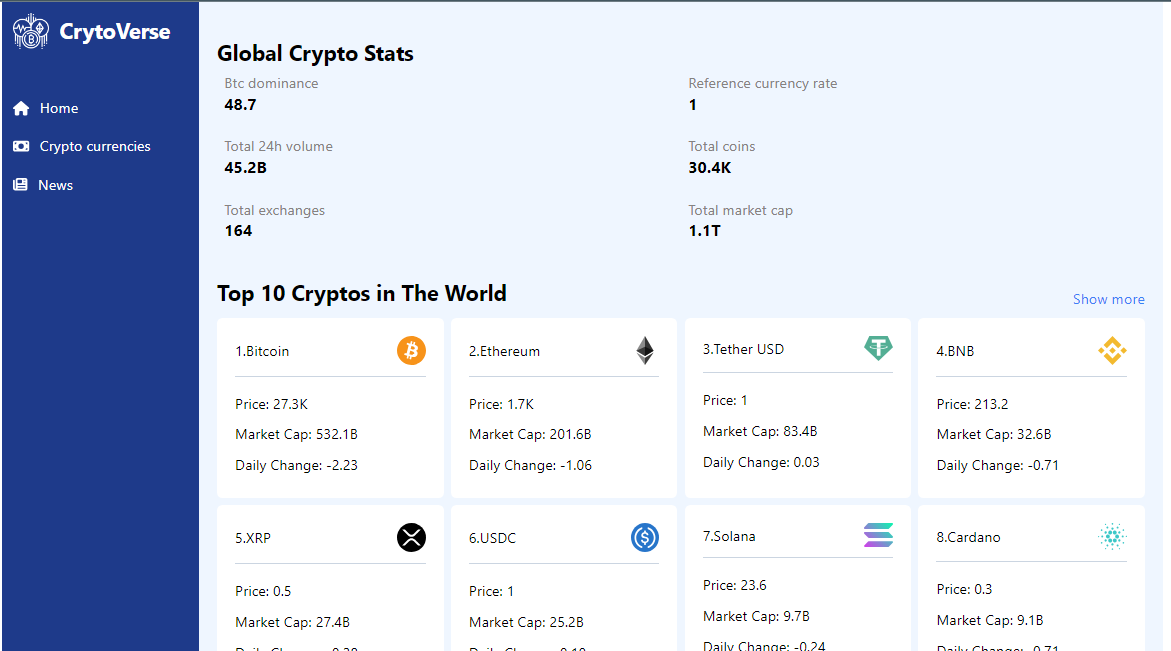 CrytoVerse
Home
Crypto currencies
News
Global Crypto Stats
Btc dominance
48.7
Reference currency rate
1
Total 24h volume
45.2B
Total coins
30.4K
Total exchanges
164
Total market cap
1.1T
Top 10 Cryptos in The World
Show more
1.Bitcoin
Price: 27.3K
Market Cap: 532.1B
Daily Change: -2.23
2.Ethereum
Price: 1.7K
Market Cap: 201.6B
Daily Change: -1.06
3.Tether USD
Price: 1
Market Cap: 83.4B
Daily Change: 0.03
4.BNB
Price: 213.2
Market Cap: 32.6B
Daily Change: -0.71
5.XRP
Price: 0.5
Market Cap: 27.4B
6.USDC
Price: 1
Market Cap: 25.2B
7.Solana
Price: 23.6
Market Cap: 9.7B
Daily Change: -0.24
8.Cardano
Price: 0.3
Market Cap: 9.1B
Daily Change: -0.71